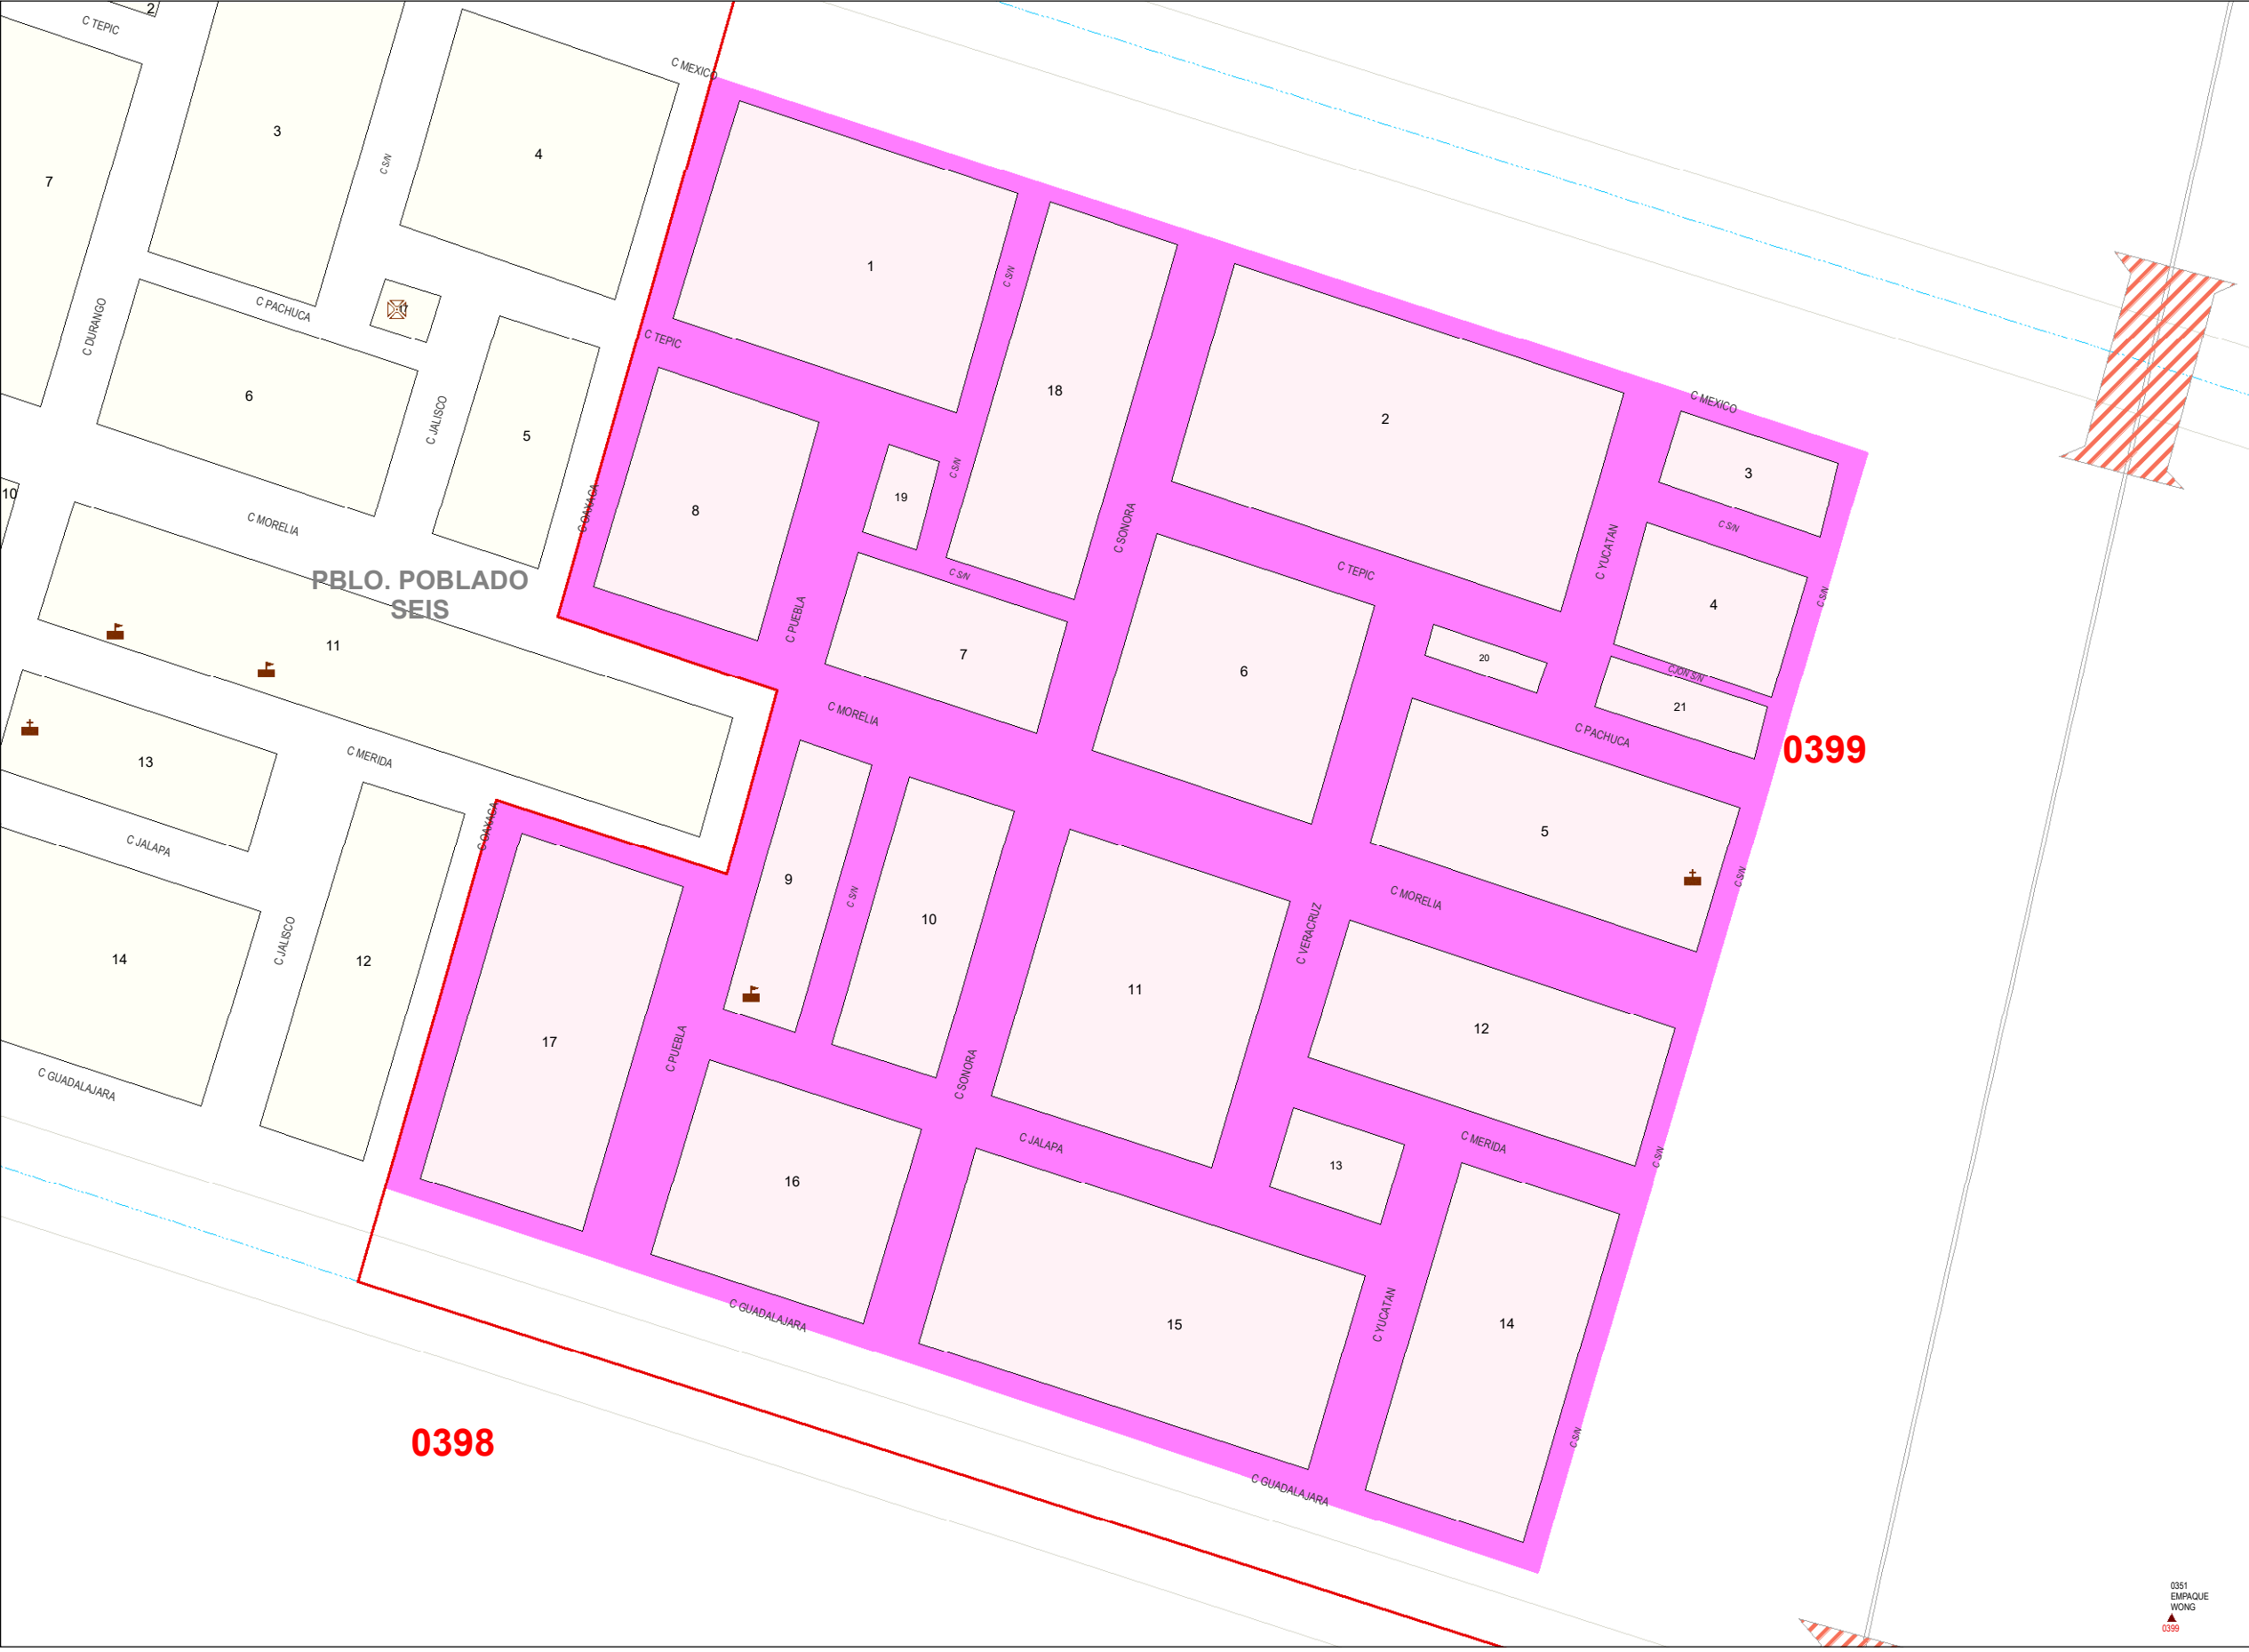 2
C TEPIC
C MEXICO
3
4
C S/N
7
1
C S/N
C DURANGO
C PACHUCA
17
C TEPIC
18
2
C MEXICO
6
C JALISCO
5
3
C S/N
19
10
C OAXACA
8
C SONORA
C S/N
C MORELIA
C YUCATAN
C TEPIC
C S/N
PBLO. POBLADO
SEIS
4
C S/N
C PUEBLA
11
7
6
20
CJON S/N
21
C MORELIA
C PACHUCA
0399
13
C MERIDA
C OAXACA
5
C JALAPA
9
C S/N
C MORELIA
C S/N
10
C VERACRUZ
14
C JALISCO
12
11
12
17
C PUEBLA
C SONORA
C GUADALAJARA
C JALAPA
C MERIDA
C S/N
13
16
C GUADALAJARA
15
C YUCATAN
14
C S/N
0398
C GUADALAJARA
0351
EMPAQUE
WONG
0399